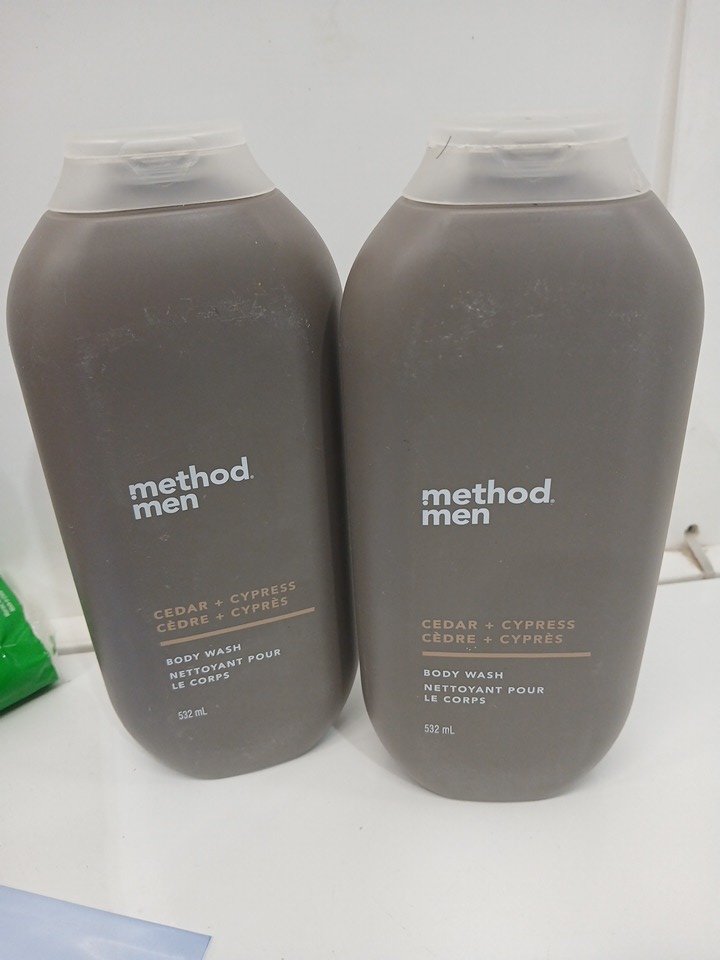 method.
men
CEDAR + CYPRESS
CÈDRE + CYPRÈS
BODY WASH
NETTOYANT POUR
LE CORPS
532 mL
method.
men
CEDAR + CYPRESS
CÈDRE + CYPRÈS
BODY WASH
NETTOYANT POUR
LE CORPS
532 mL